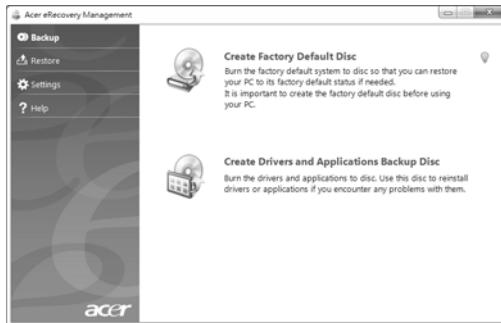 Acer eRecovery Management
Backup
Restore
Settings
? Help
Create Factory Default Disc
Burn the factory default system to disc so that you can restore
your PC to its factory default status if needed.
It is important to create the factory default disc before using
your PC.
Create Drivers and Applications Backup Disc
Burn the drivers and applications to disc. Use this disc to reinstall
drivers or applications if you encounter any problems with them.
acer